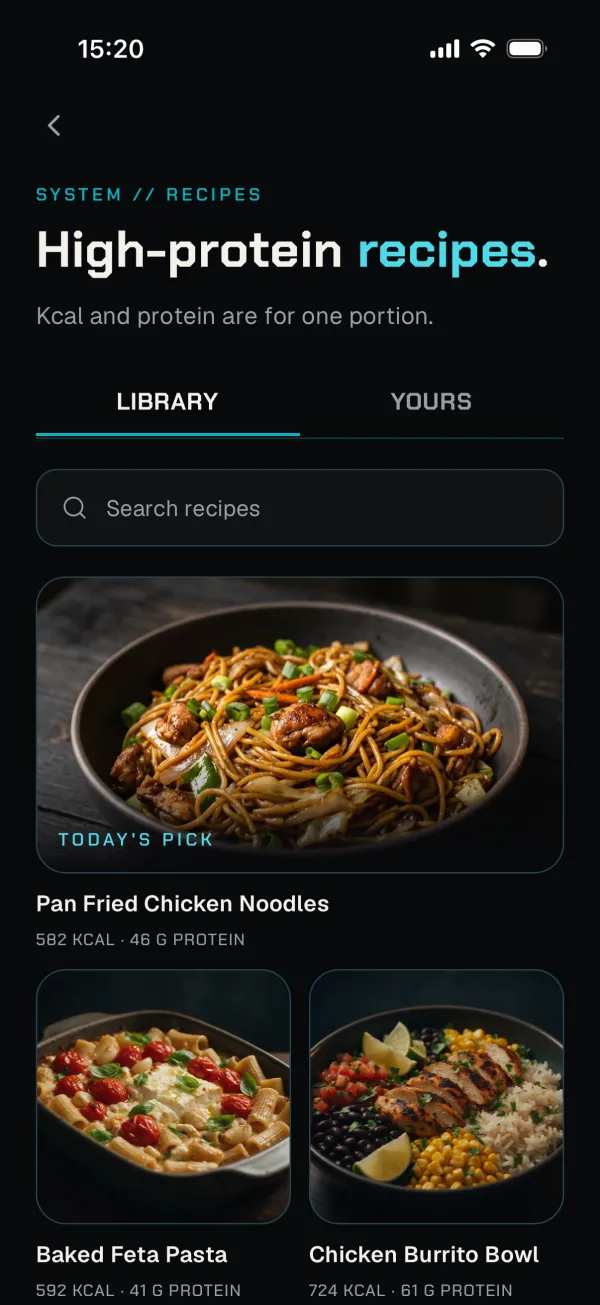 15:20
SYSTEM // RECIPES
High-protein recipes.
Kcal and protein are for one portion.
LIBRARY
YOURS
Search recipes
TODAY'S PICK
Pan Fried Chicken Noodles
582 KCAL · 46 G PROTEIN
Baked Feta Pasta
592 KCAL · 41 G PROTEIN
Chicken Burrito Bowl
724 KCAL · 61 G PROTEIN